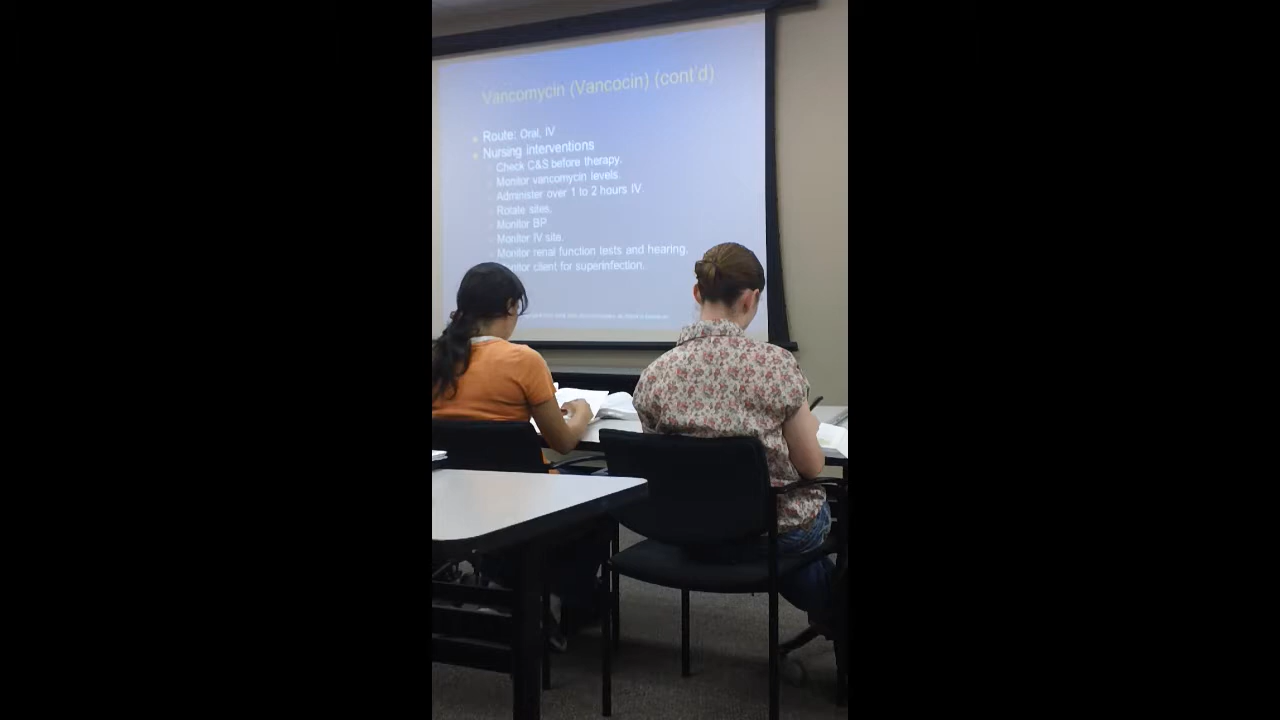 Vancomycin (Vancocin) (cont'd)
Route: Oral, IV
Nursing interventions
Check C&S before therapy.
Monitor vancomycin levels.
Administer over 1 to 2 hours IV.
Rotate sites.
Monitor BP.
Monitor IV site.
Monitor renal function tests and hearing.
client for superinfection.